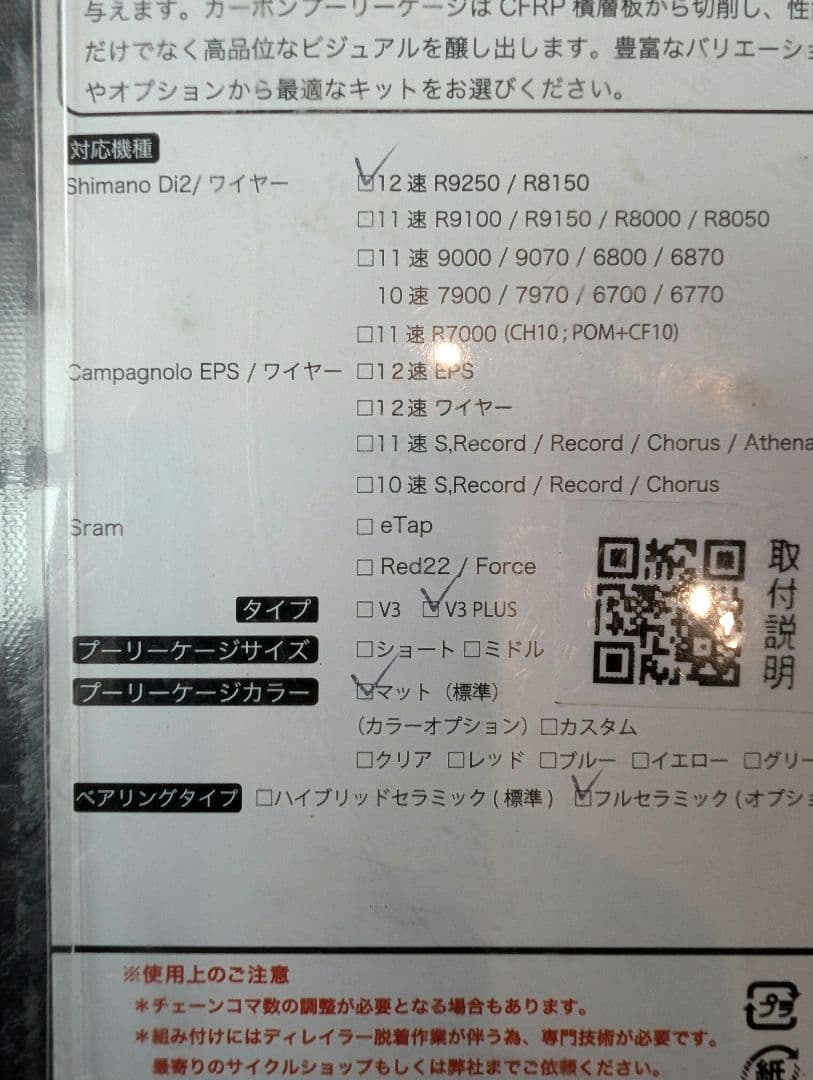 与えます。カーボンプーリーケージは CFRP 積層板から切削し、性
だけでなく高品位なビジュアルを醸し出します。豊富なバリエーショ
やオプションから最適なキットをお選びください。
対応機種
Shimano Di2/ ワイヤー ☑12 速 R9250 / R8150
□11 速 R9100 / R9150 / R8000 / R8050
□11 速 9000 / 9070 / 6800 / 6870
10 速 7900 / 7970 / 6700 / 6770
□11 速 R7000 (CH10 ; POM+CF10)
Campagnolo EPS / ワイヤー □12速 EPS
□12速 ワイヤー
□11 速 S,Record / Record / Chorus / Athena
□10 速 S,Record / Record / Chorus
Sram □ eTap
□ Red22 / Force
タイプ □ V3 ☑ V3 PLUS
プーリーケージサイズ □ショート □ミドル
プーリーケージカラー ☑マット（標準）
（カラーオプション）□カスタム
□クリア □レッド □ブルー □イエロー □グリー
ベアリングタイプ □ハイブリッドセラミック ( 標準 ) ☑フルセラミック (オプショ
取付説明
※使用上のご注意
＊チェーンコマ数の調整が必要となる場合もあります。
＊組み付けにはディレイラー脱着作業が伴う為、専門技術が必要です。
最寄りのサイクルショップもしくは弊社までご依頼ください。
プラ
紙